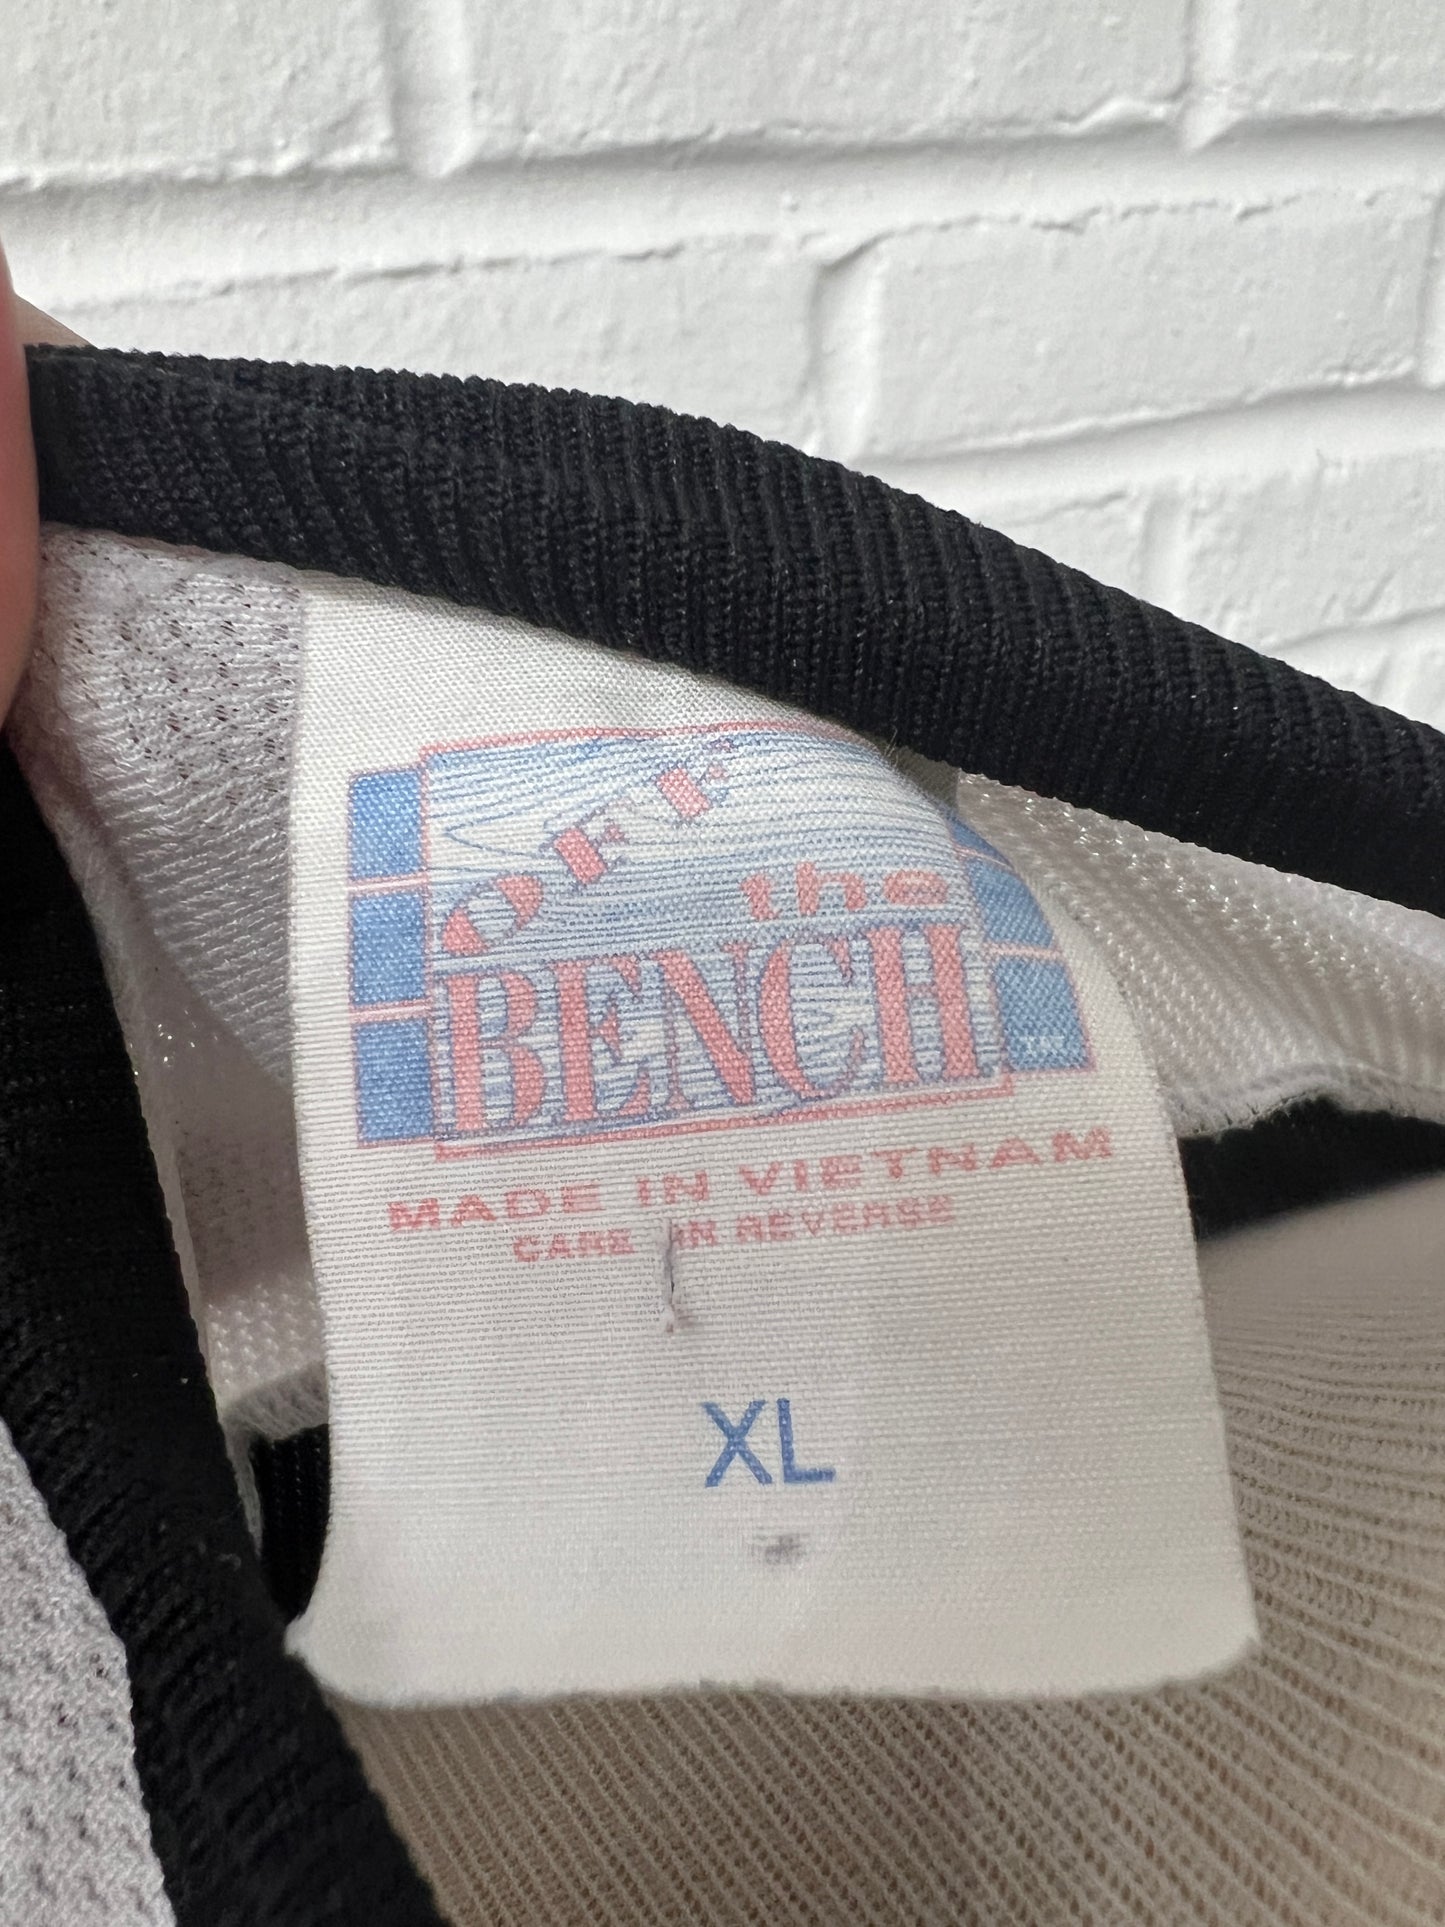 OFF
the
BENCH
MADE IN VIETNAM
CARE IN REVERSE
XL